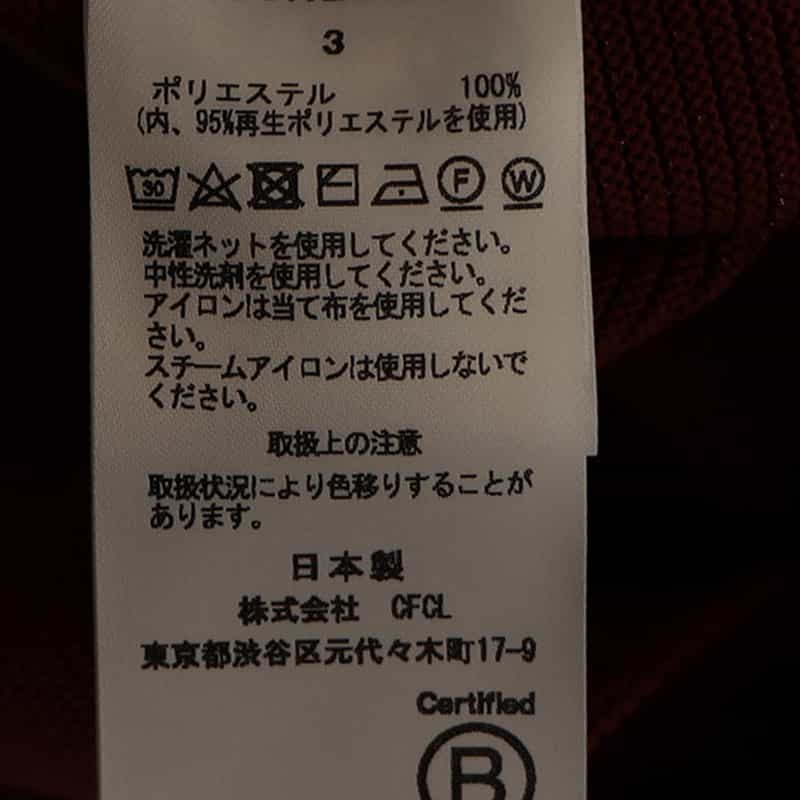 3
ポリエステル 100%
(内、95%再生ポリエステルを使用)
30 F W
洗濯ネットを使用してください。
中性洗剤を使用してください。
アイロンは当て布を使用してくだ
さい。
スチームアイロンは使用しないで
ください。
取扱上の注意
取扱状況により色移りすることが
あります。
日本製
株式会社 CFCL
東京都渋谷区元代々木町17-9
Certified
B